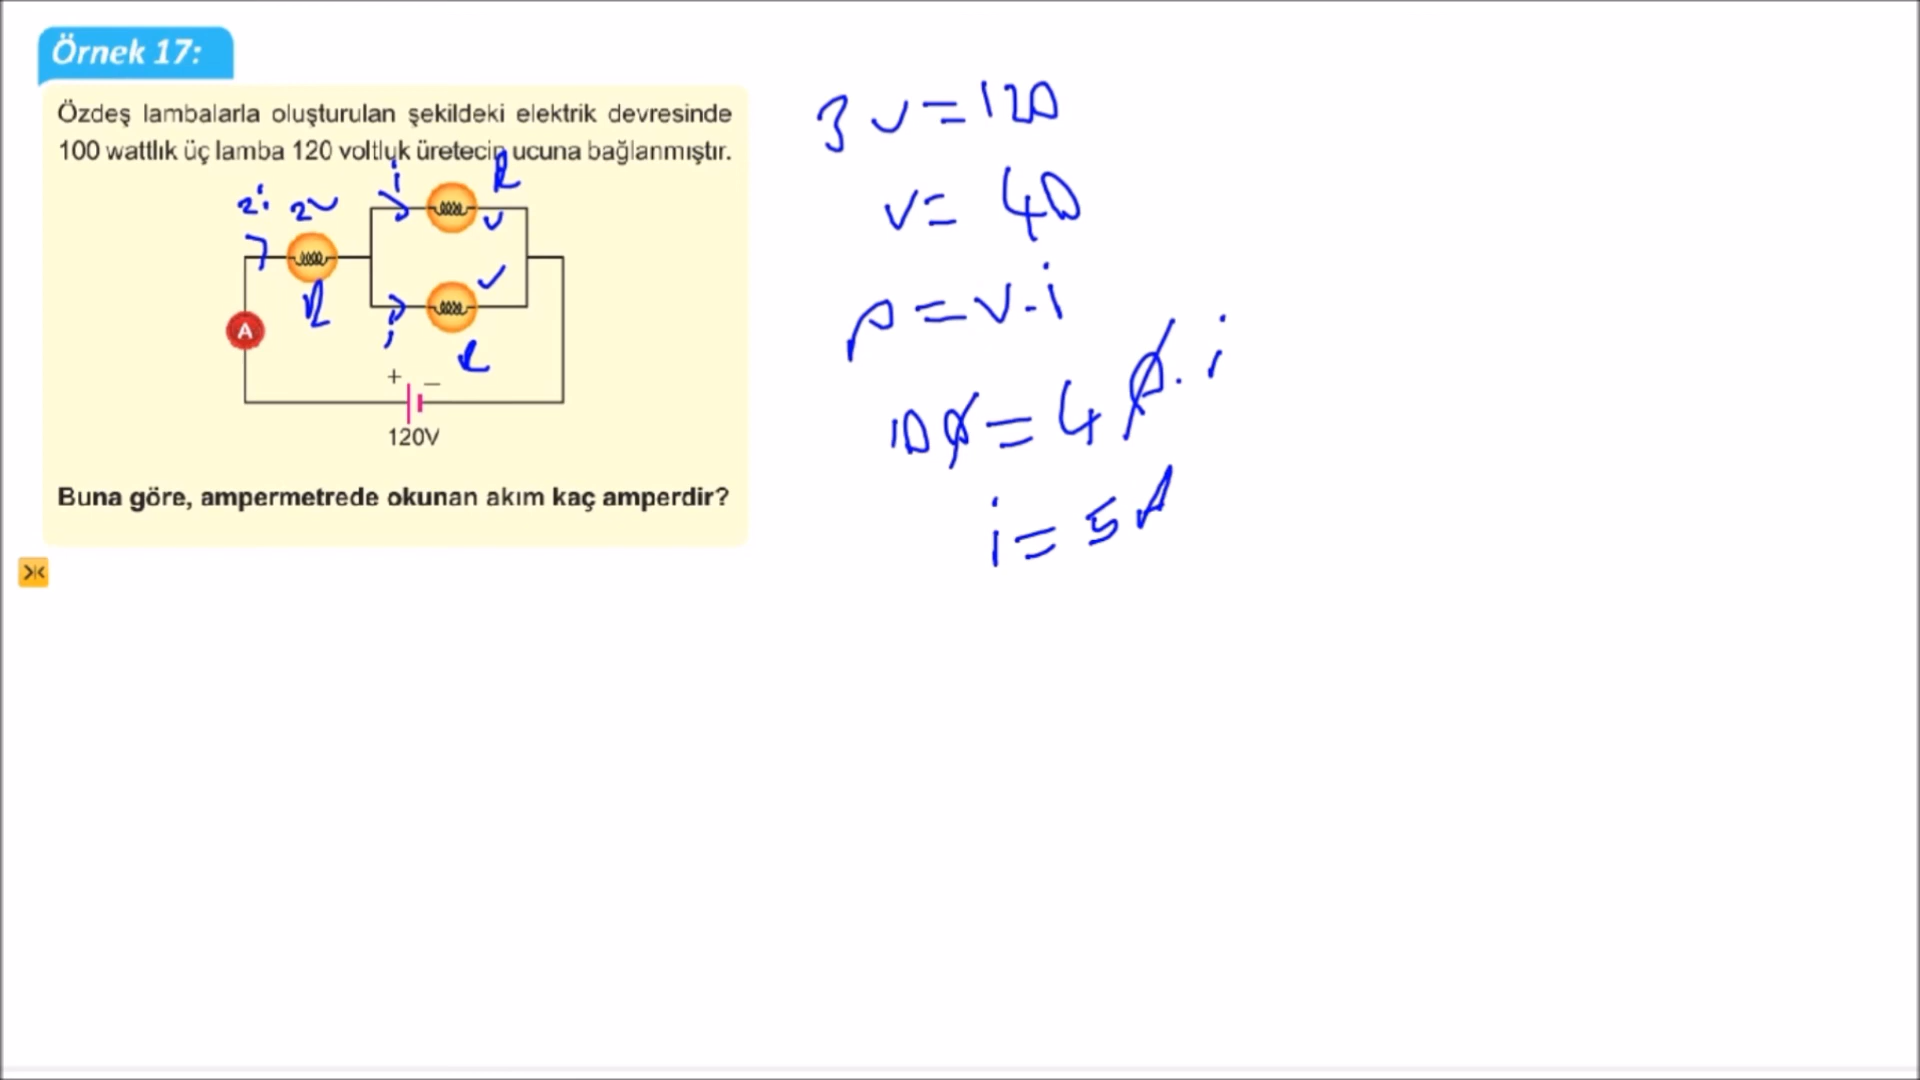 Örnek 17:
Özdeş lambalarla oluşturulan şekildeki elektrik devresinde
100 wattlık üç lamba 120 voltluk üretecin ucuna bağlanmıştır.
i R
2i 2v
v
R
v
i
R
A
+ −
120V
Buna göre, ampermetrede okunan akım kaç amperdir?
3v=120
v= 40
P=v.i
100=40.i
i=5A